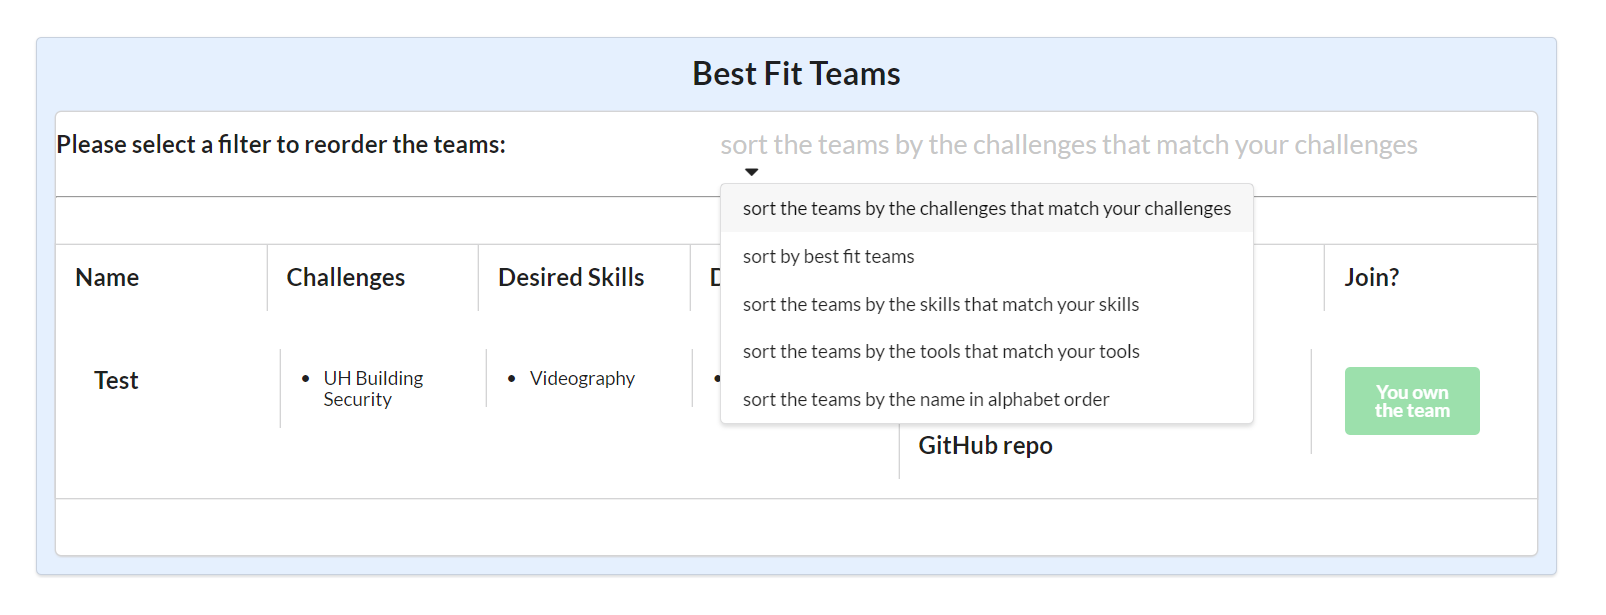 Best Fit Teams
Please select a filter to reorder the teams:
sort the teams by the challenges that match your challenges
sort the teams by the challenges that match your challenges
sort by best fit teams
sort the teams by the skills that match your skills
sort the teams by the tools that match your tools
sort the teams by the name in alphabet order
Name
Challenges
Desired Skills
Join?
Test
UH Building
Security
Videography
GitHub repo
You own
the team